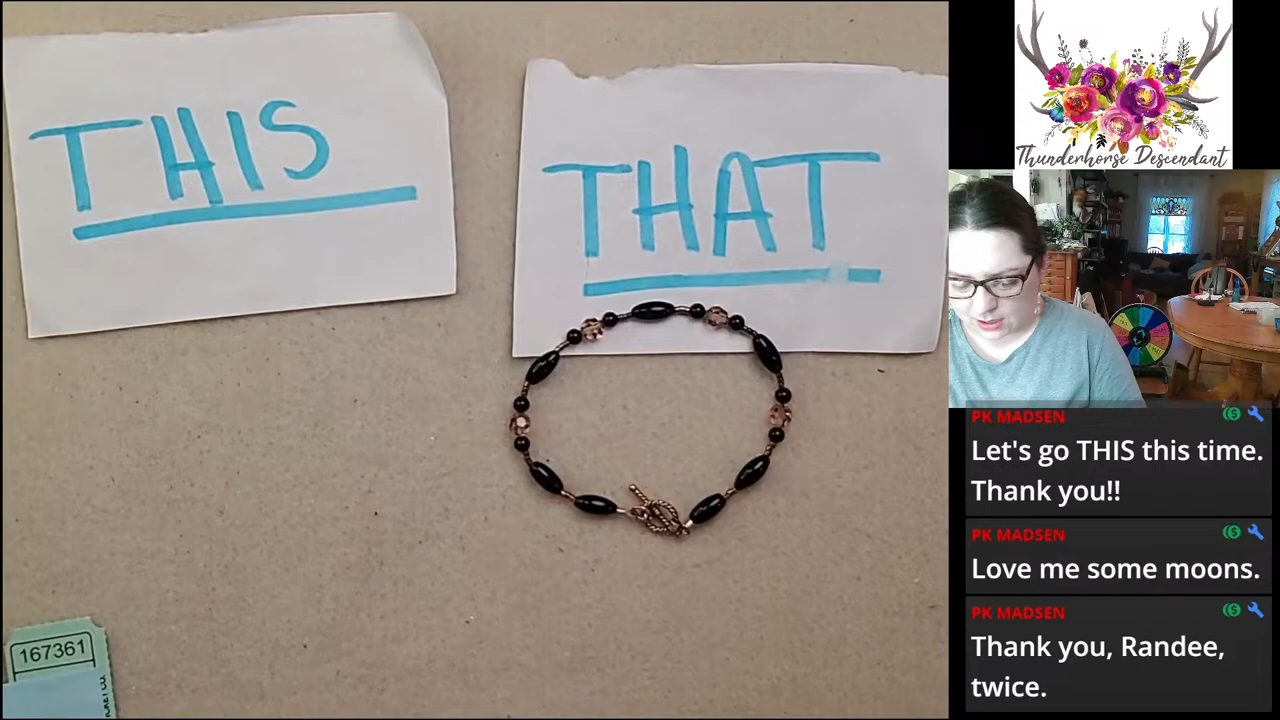 THIS
THAT
Thunderhorse Descendant
PK MADSEN
Let's go THIS this time.
Thank you!!
PK MADSEN
Love me some moons.
PK MADSEN
Thank you, Randee,
twice.
167361